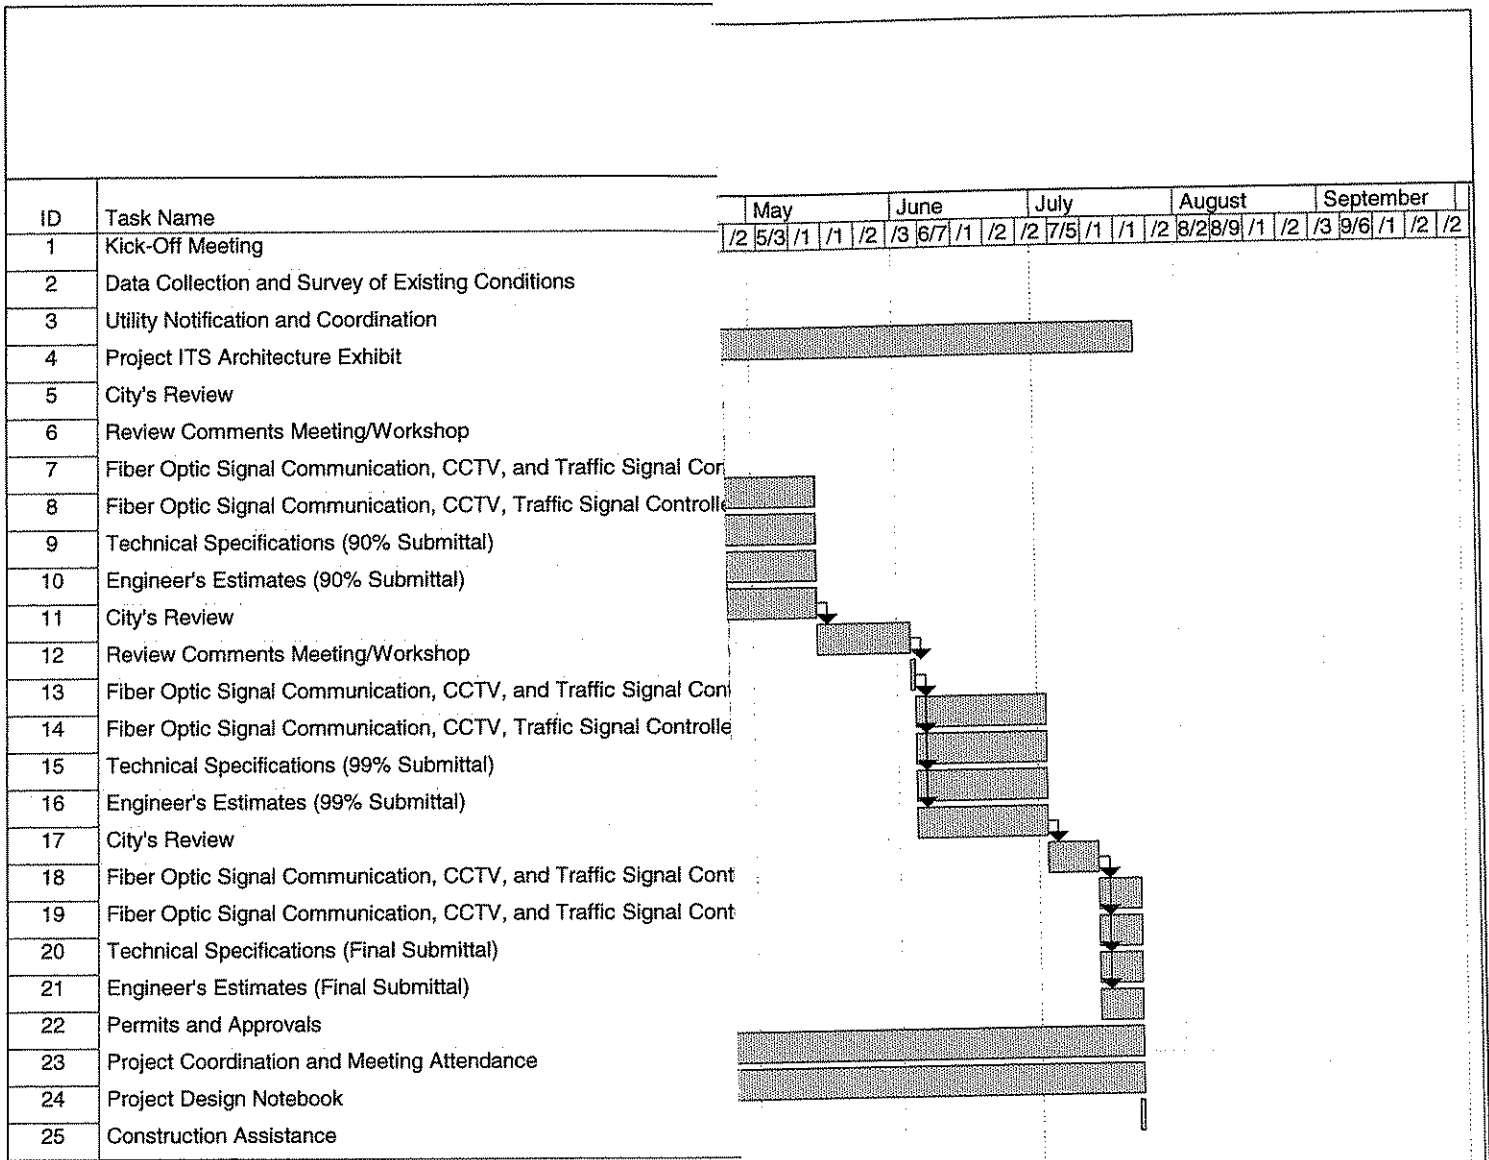 May June July August September
ID Task Name /2 5/3 /1 /1 /2 /3 6/7 /1 /2 /2 7/5 /1 /1 /2 8/2 8/9 /1 /2 /3 9/6 /1 /2 /2
1 Kick-Off Meeting
2 Data Collection and Survey of Existing Conditions
3 Utility Notification and Coordination
4 Project ITS Architecture Exhibit
5 City's Review
6 Review Comments Meeting/Workshop
7 Fiber Optic Signal Communication, CCTV, and Traffic Signal Con
8 Fiber Optic Signal Communication, CCTV, Traffic Signal Controlle
9 Technical Specifications (90% Submittal)
10 Engineer's Estimates (90% Submittal)
11 City's Review
12 Review Comments Meeting/Workshop
13 Fiber Optic Signal Communication, CCTV, and Traffic Signal Con
14 Fiber Optic Signal Communication, CCTV, Traffic Signal Controlle
15 Technical Specifications (99% Submittal)
16 Engineer's Estimates (99% Submittal)
17 City's Review
18 Fiber Optic Signal Communication, CCTV, and Traffic Signal Cont
19 Fiber Optic Signal Communication, CCTV, and Traffic Signal Cont
20 Technical Specifications (Final Submittal)
21 Engineer's Estimates (Final Submittal)
22 Permits and Approvals
23 Project Coordination and Meeting Attendance
24 Project Design Notebook
25 Construction Assistance